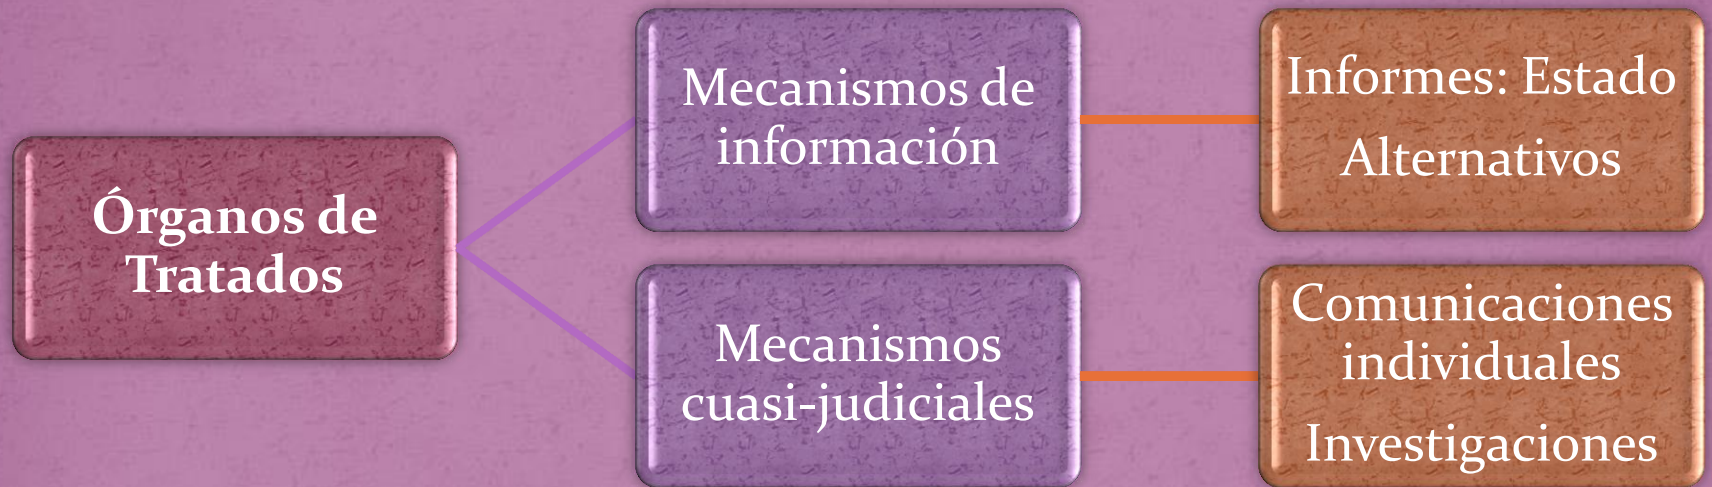 Órganos de
Tratados
Mecanismos de
información
Informes: Estado
Alternativos
Mecanismos
cuasi-judiciales
Comunicaciones
individuales
Investigaciones